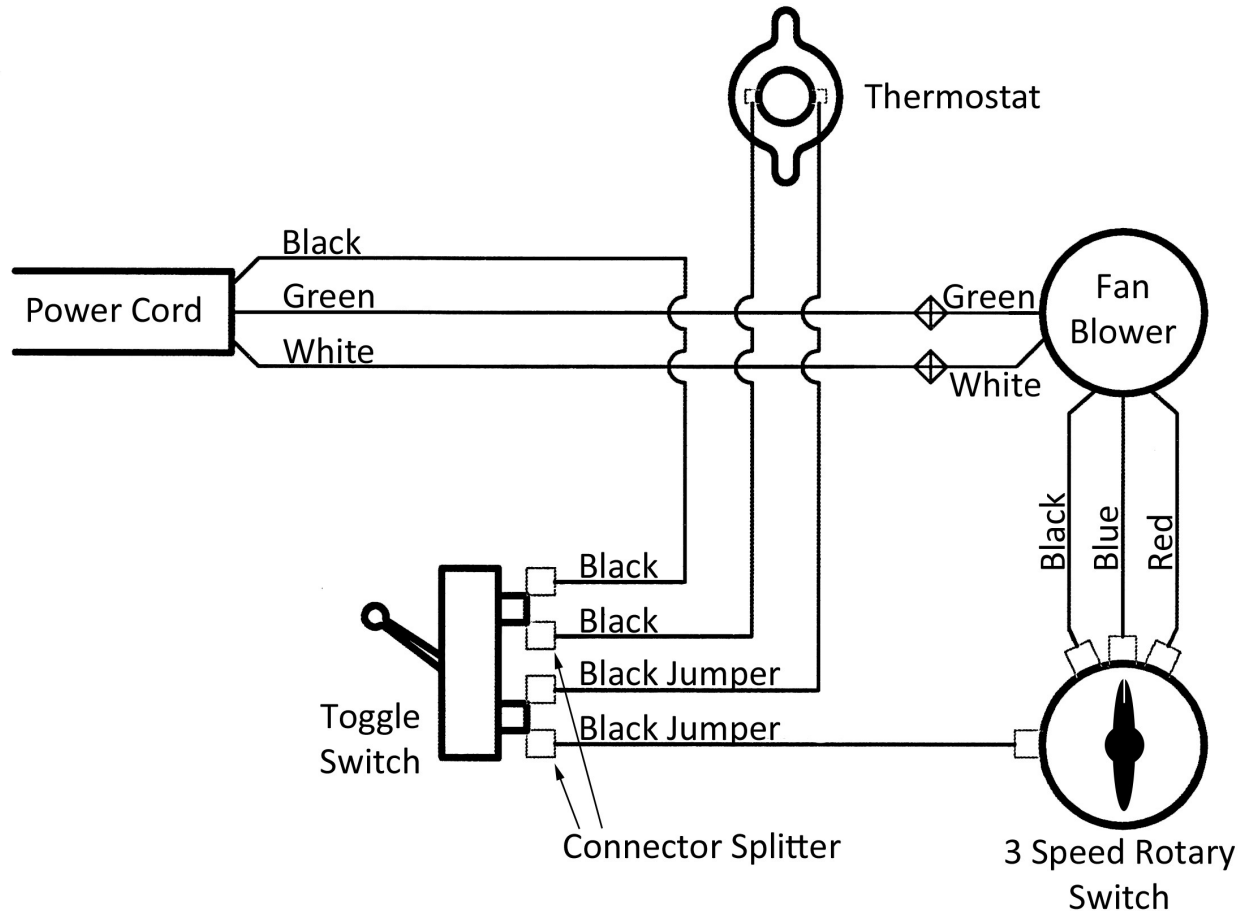 Thermostat
Black
Power Cord
Green
White
Green
White
Fan
Blower
Black
Blue
Red
Black
Black
Black Jumper
Black Jumper
Toggle
Switch
Connector Splitter
3 Speed Rotary
Switch